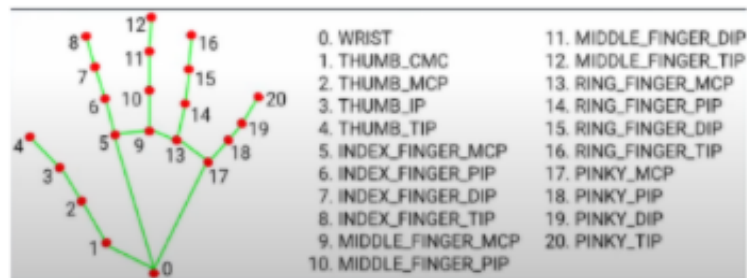 12
8
16
11
7
15
6
10
20
14
19
4
5
9
13
18
3
17
2
1
0
0. WRIST
1. THUMB_CMC
2. THUMB_MCP
3. THUMB_IP
4. THUMB_TIP
5. INDEX_FINGER_MCP
6. INDEX_FINGER_PIP
7. INDEX_FINGER_DIP
8. INDEX_FINGER_TIP
9. MIDDLE_FINGER_MCP
10. MIDDLE_FINGER_PIP
11. MIDDLE_FINGER_DIP
12. MIDDLE_FINGER_TIP
13. RING_FINGER_MCP
14. RING_FINGER_PIP
15. RING_FINGER_DIP
16. RING_FINGER_TIP
17. PINKY_MCP
18. PINKY_PIP
19. PINKY_DIP
20. PINKY_TIP